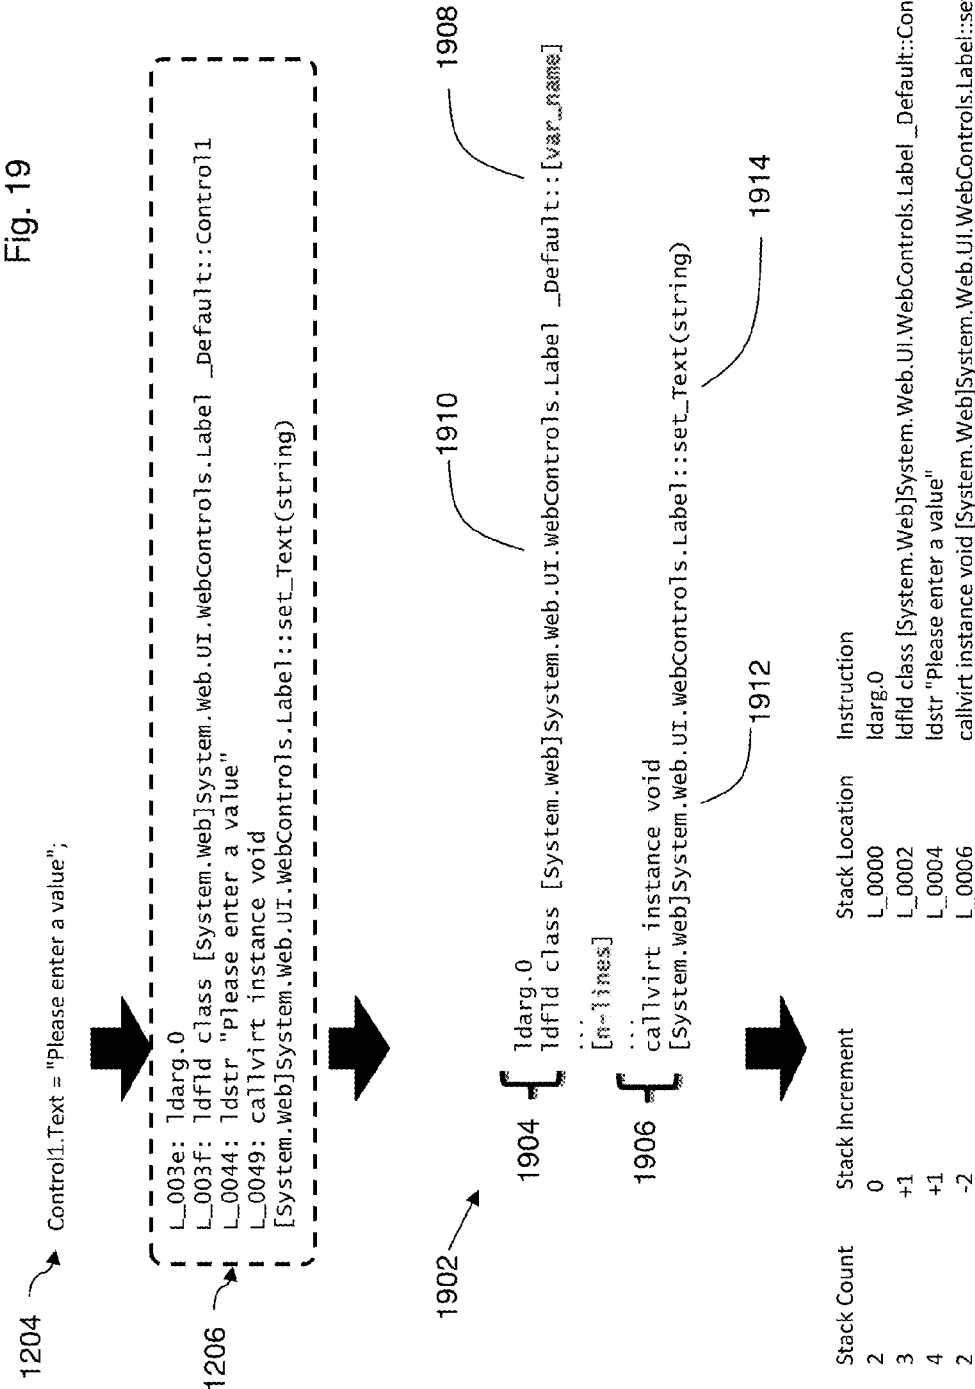 Fig. 19
1204
Control1.Text = "Please enter a value";
1206
L_003e: ldarg.0
L_003f: ldfld class [System.Web]System.Web.UI.WebControls.Label _Default::Control1
L_0044: ldstr "Please enter a value"
L_0049: callvirt instance void
[System.Web]System.Web.UI.WebControls.Label::set_Text(string)
1902
1910
1908
1904
ldarg.0
ldfld class [System.Web]System.Web.UI.WebControls.Label _Default::[var_name]
...
[n-lines]
...
1906
callvirt instance void
[System.Web]System.Web.UI.WebControls.Label::set_Text(string)
1912
1914
Stack Count Stack Increment Stack Location Instruction
2 0 L_0000 ldarg.0
3 +1 L_0002 ldfld class [System.Web]System.Web.UI.WebControls.Label _Default::Con
4 +1 L_0004 ldstr "Please enter a value"
2 -2 L_0006 callvirt instance void [System.Web]System.Web.UI.WebControls.Label::se